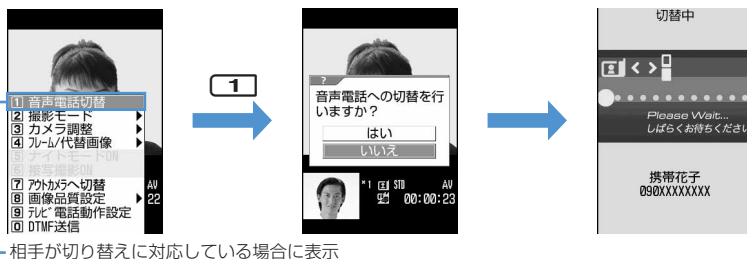 1 音声電話切替
2 撮影モード
3 カメラ調整
4 フレーム/代替画像
5 ナイトモードON
6 接写撮影ON
7 アウトカメラへ切替
8 画像品質設定
9 テレビ電話動作設定
0 DTMF送信
AV
22
相手が切り替えに対応している場合に表示
1
?
音声電話への切替を行
いますか？
はい
いいえ
*1 STD AV
00:00:23
切替中
Please Wait...
しばらくお待ちください
携帯花子
090XXXXXXXX